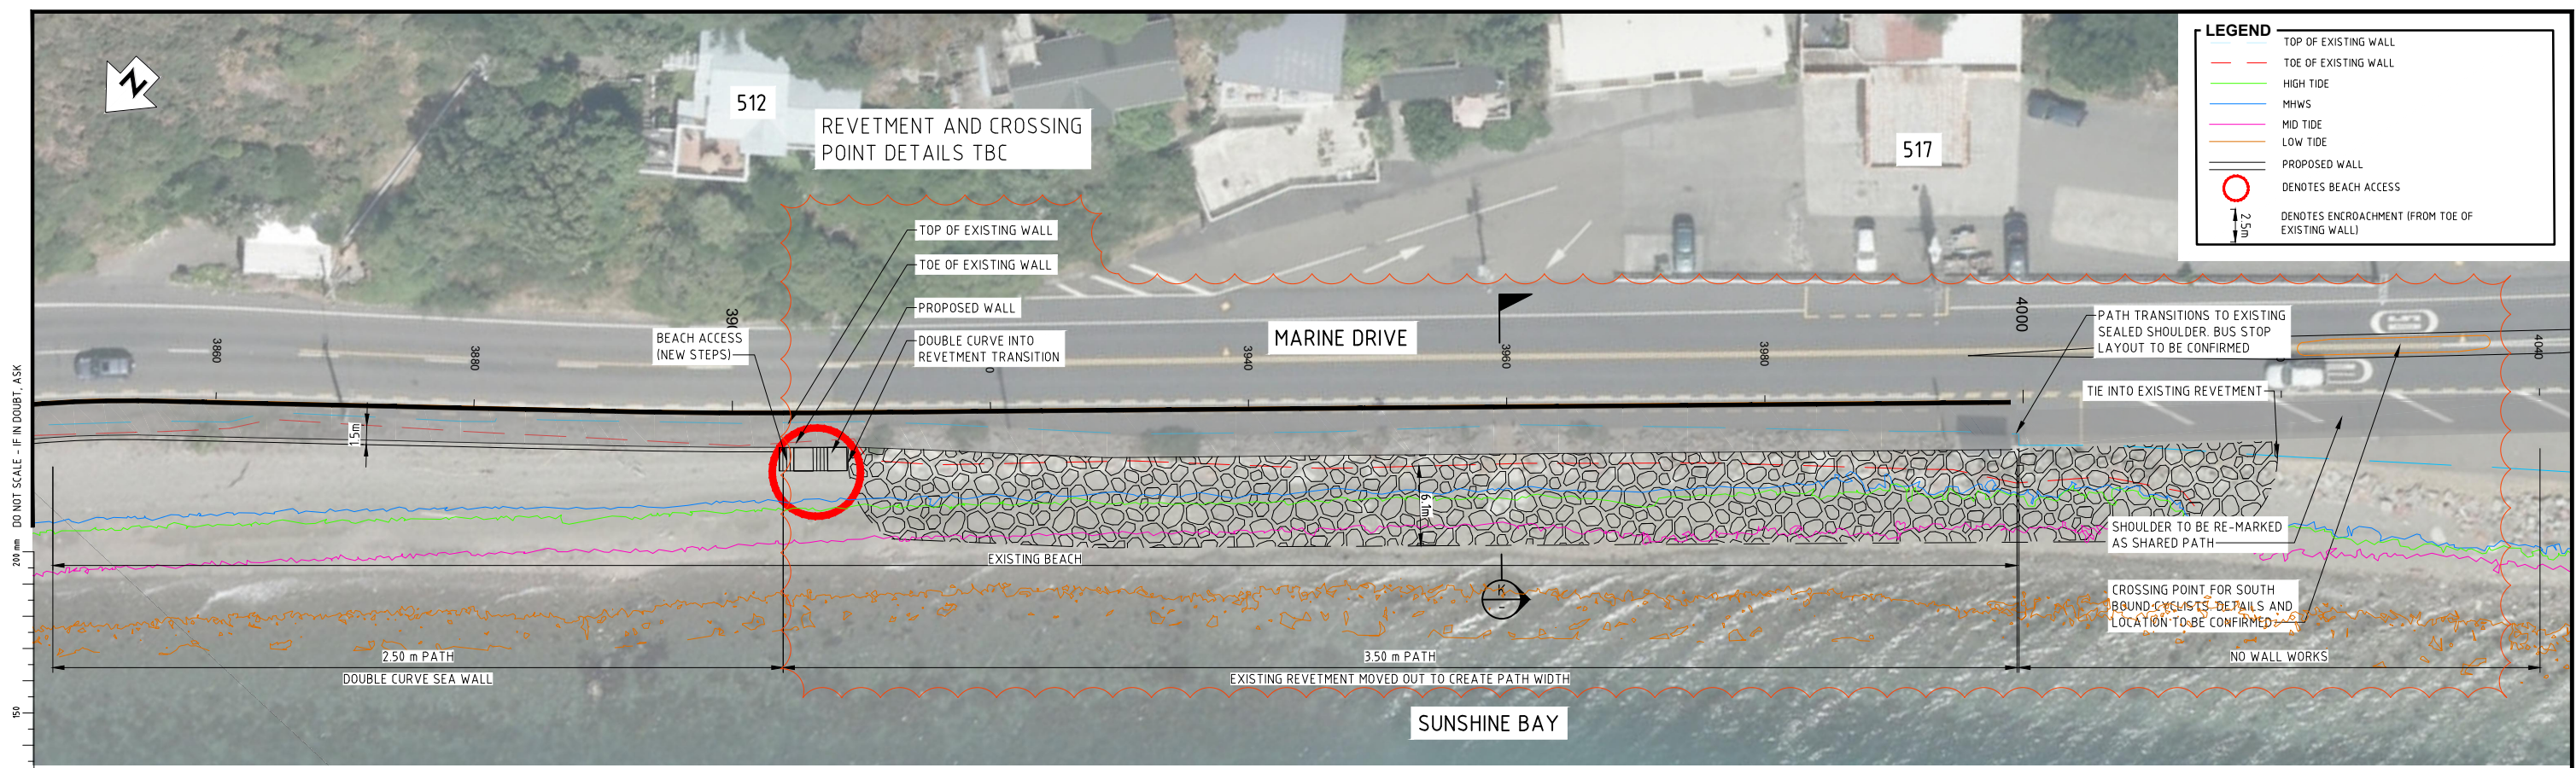 N
512
REVETMENT AND CROSSING
POINT DETAILS TBC
517
LEGEND
TOP OF EXISTING WALL
TOE OF EXISTING WALL
HIGH TIDE
MHWS
MID TIDE
LOW TIDE
PROPOSED WALL
DENOTES BEACH ACCESS
2.5m
DENOTES ENCROACHMENT (FROM TOE OF
EXISTING WALL)
TOP OF EXISTING WALL
TOE OF EXISTING WALL
PROPOSED WALL
DOUBLE CURVE INTO
REVETMENT TRANSITION
BEACH ACCESS
(NEW STEPS)
MARINE DRIVE
3860
3880
390
0
3940
3960
3980
4000
4040
PATH TRANSITIONS TO EXISTING
SEALED SHOULDER. BUS STOP
LAYOUT TO BE CONFIRMED
TIE INTO EXISTING REVETMENT
DO NOT SCALE - IF IN DOUBT, ASK
1.5m
6.1m
SHOULDER TO BE RE-MARKED
AS SHARED PATH
200 mm
EXISTING BEACH
K
-
CROSSING POINT FOR SOUTH
BOUND CYCLISTS DETAILS AND
LOCATION TO BE CONFIRMED
2.50 m PATH
3.50 m PATH
NO WALL WORKS
DOUBLE CURVE SEA WALL
EXISTING REVETMENT MOVED OUT TO CREATE PATH WIDTH
150
SUNSHINE BAY